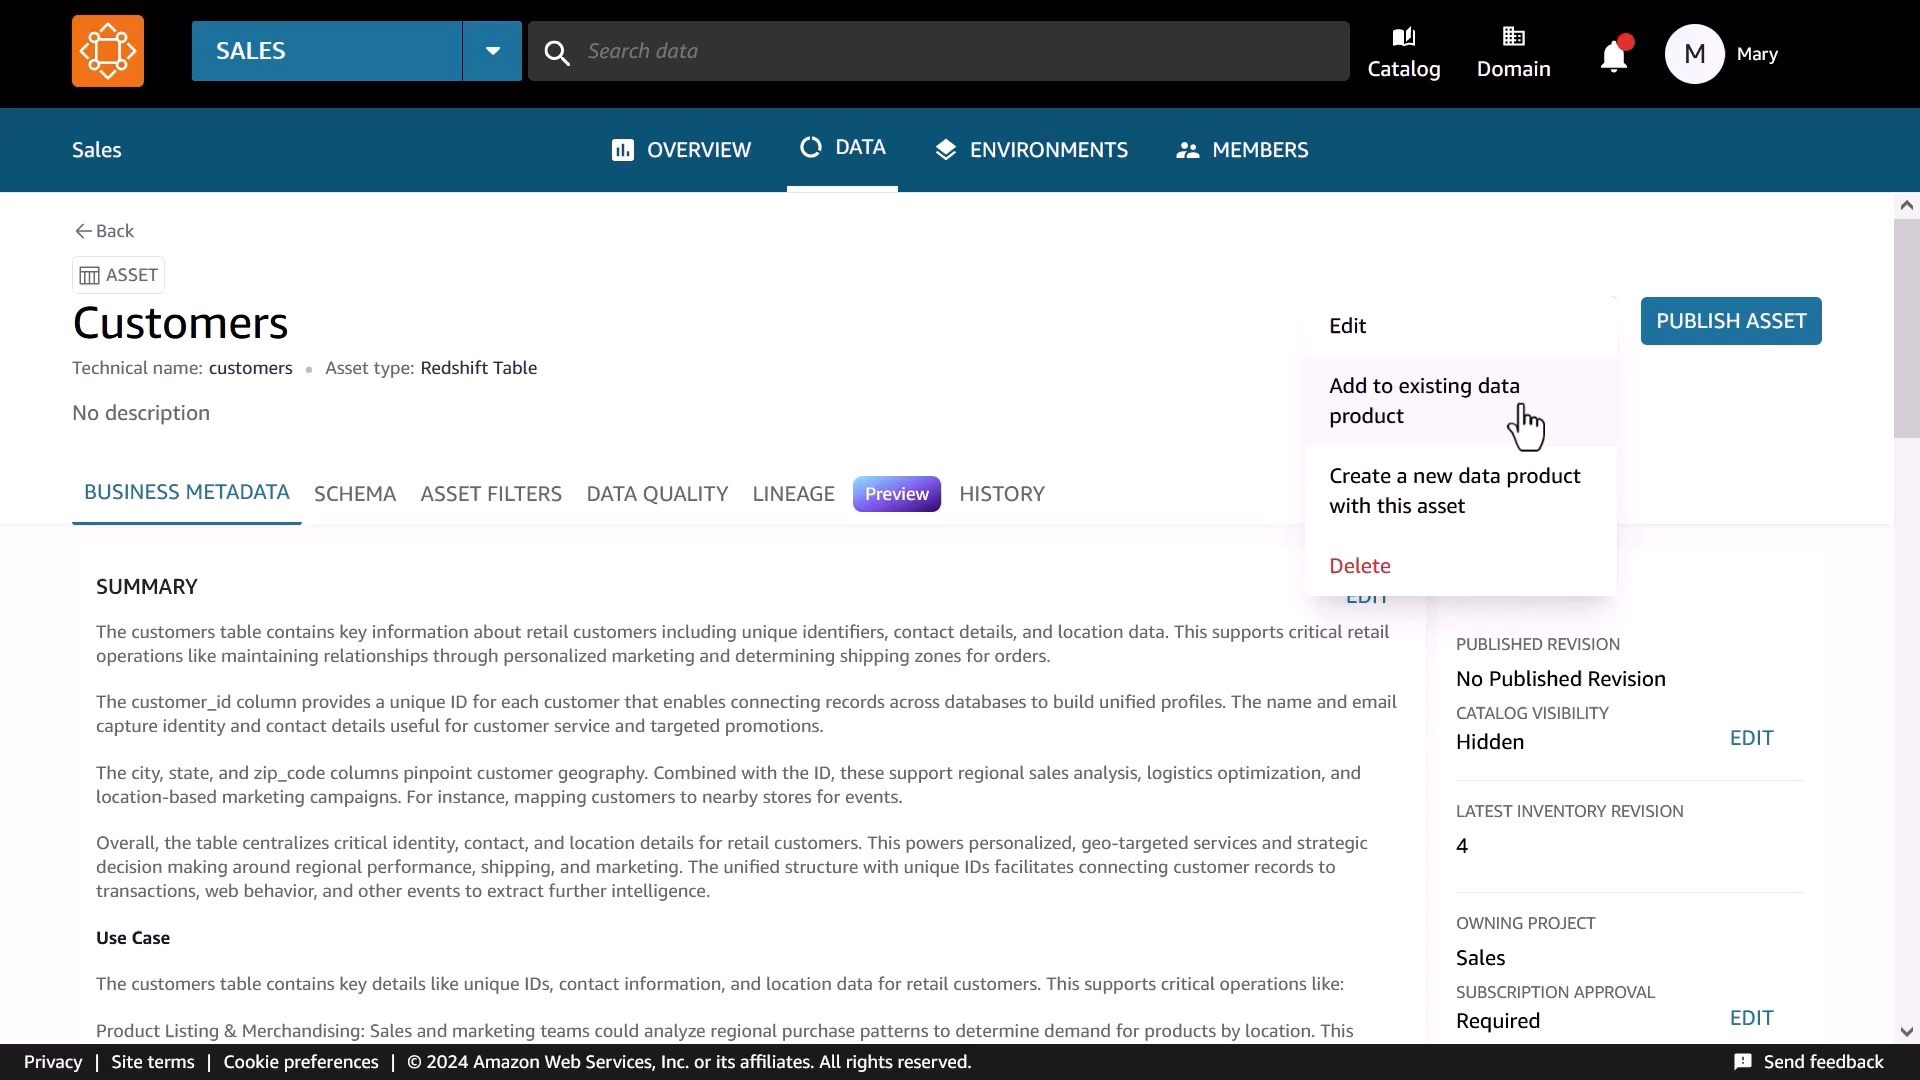 SALES
Search data
Catalog
Domain
M
Mary
Sales
OVERVIEW
DATA
ENVIRONMENTS
MEMBERS
Back
ASSET
Customers
Technical name: customers • Asset type: Redshift Table
No description
Edit
Add to existing data
product
Create a new data product
with this asset
Delete
PUBLISH ASSET
BUSINESS METADATA
SCHEMA
ASSET FILTERS
DATA QUALITY
LINEAGE
Preview
HISTORY
SUMMARY
EDIT
The customers table contains key information about retail customers including unique identifiers, contact details, and location data. This supports critical retail
operations like maintaining relationships through personalized marketing and determining shipping zones for orders.
The customer_id column provides a unique ID for each customer that enables connecting records across databases to build unified profiles. The name and email
capture identity and contact details useful for customer service and targeted promotions.
The city, state, and zip_code columns pinpoint customer geography. Combined with the ID, these support regional sales analysis, logistics optimization, and
location-based marketing campaigns. For instance, mapping customers to nearby stores for events.
Overall, the table centralizes critical identity, contact, and location details for retail customers. This powers personalized, geo-targeted services and strategic
decision making around regional performance, shipping, and marketing. The unified structure with unique IDs facilitates connecting customer records to
transactions, web behavior, and other events to extract further intelligence.
Use Case
The customers table contains key details like unique IDs, contact information, and location data for retail customers. This supports critical operations like:
Product Listing & Merchandising: Sales and marketing teams could analyze regional purchase patterns to determine demand for products by location. This
PUBLISHED REVISION
No Published Revision
CATALOG VISIBILITY
Hidden
EDIT
LATEST INVENTORY REVISION
4
OWNING PROJECT
Sales
SUBSCRIPTION APPROVAL
Required
EDIT
Privacy | Site terms | Cookie preferences | © 2024 Amazon Web Services, Inc. or its affiliates. All rights reserved.
Send feedback